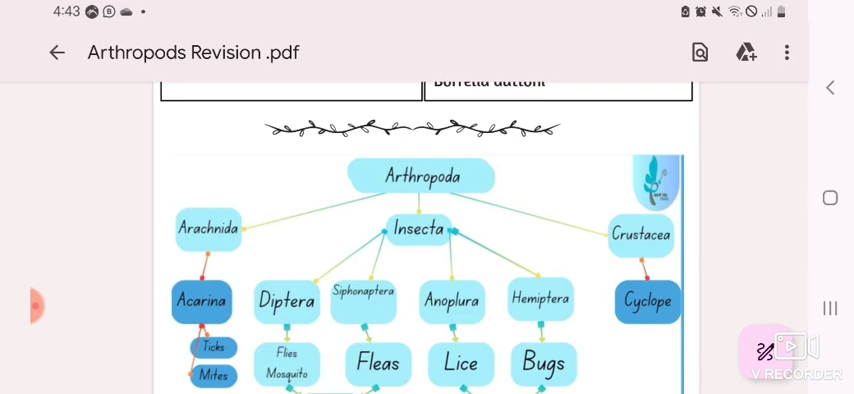 4:43
Arthropods Revision .pdf
Borrelia duttoni
Arthropoda
Arachnida
Insecta
Crustacea
Acarina
Diptera
Siphonaptera
Anoplura
Hemiptera
Cyclope
Ticks
Mites
Flies
Mosquito
Fleas
Lice
Bugs
V RECORDER